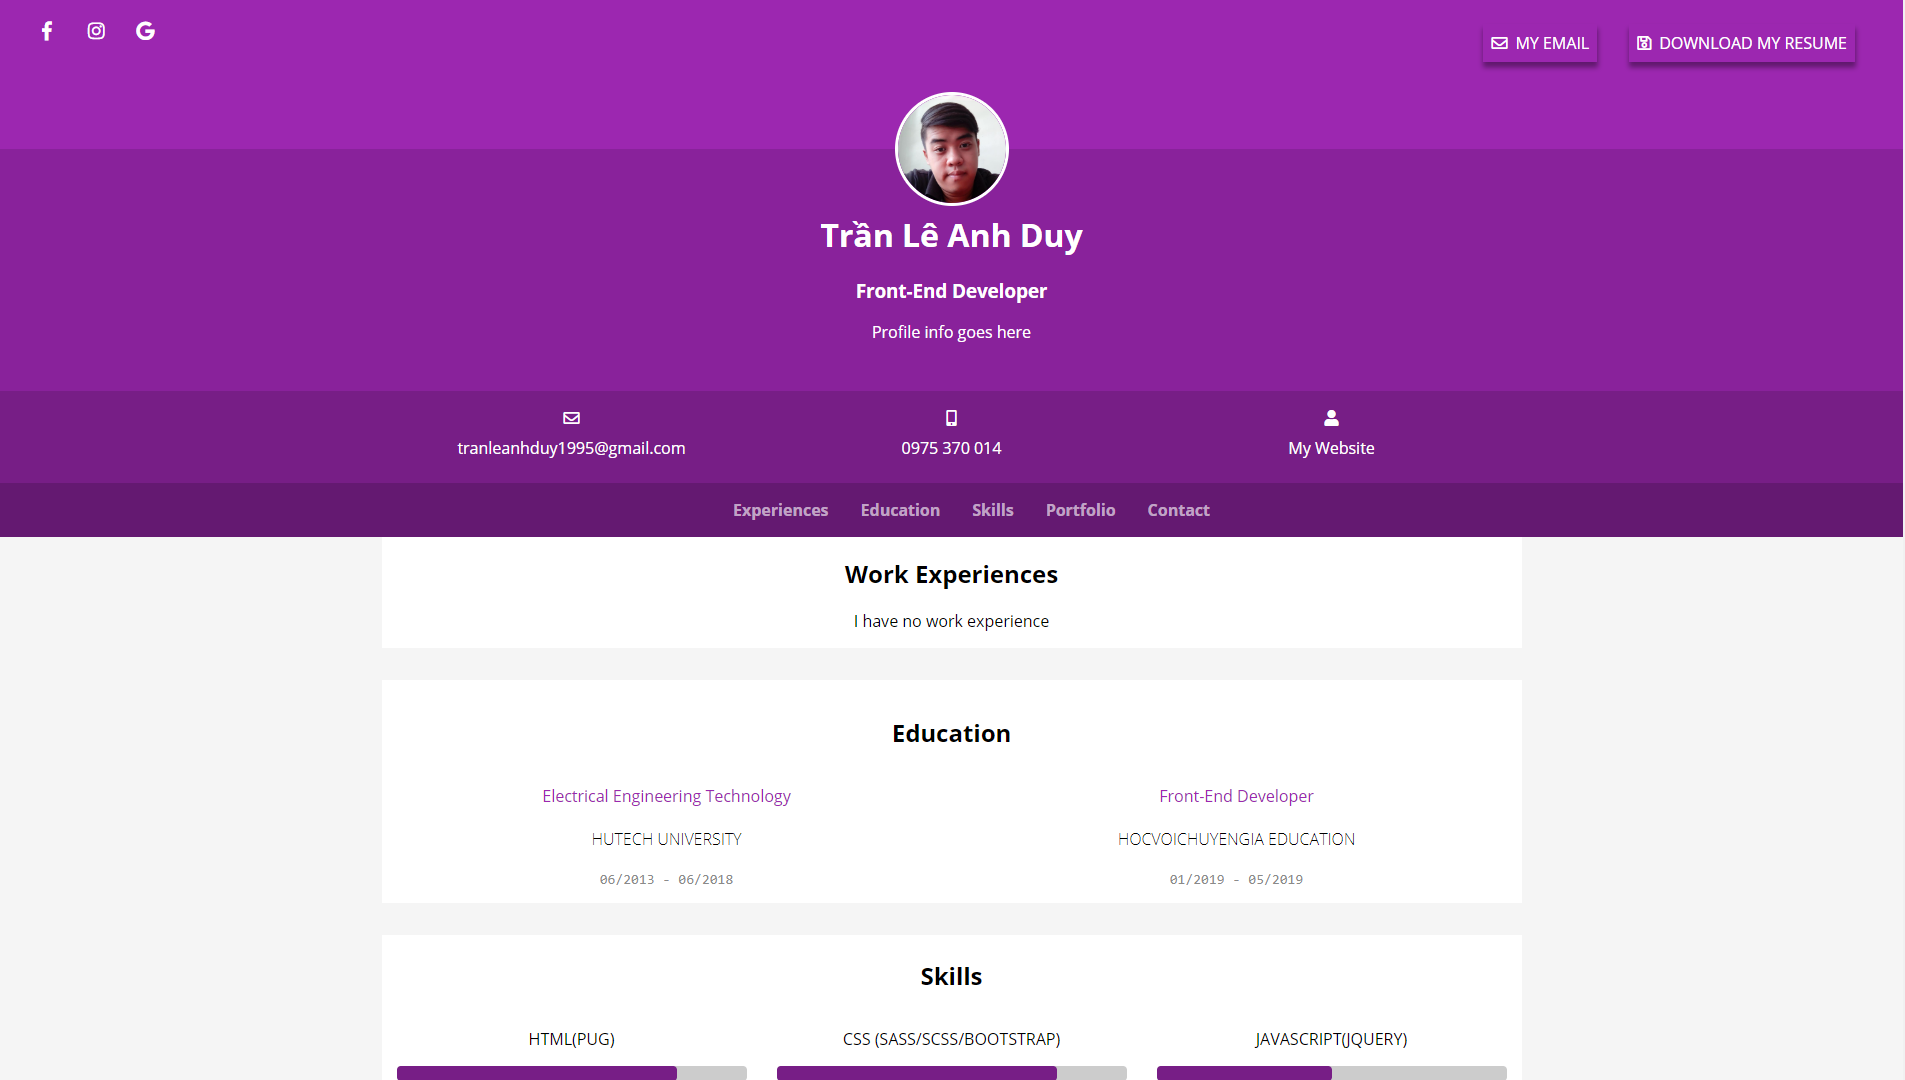 MY EMAIL
DOWNLOAD MY RESUME
Trần Lê Anh Duy
Front-End Developer
Profile info goes here
tranleanhduy1995@gmail.com
0975 370 014
My Website
Experiences
Education
Skills
Portfolio
Contact
Work Experiences
I have no work experience
Education
Electrical Engineering Technology
HUTECH UNIVERSITY
06/2013 - 06/2018
Front-End Developer
HOCVOICHUYENGIA EDUCATION
01/2019 - 05/2019
Skills
HTML(PUG)
CSS (SASS/SCSS/BOOTSTRAP)
JAVASCRIPT(JQUERY)